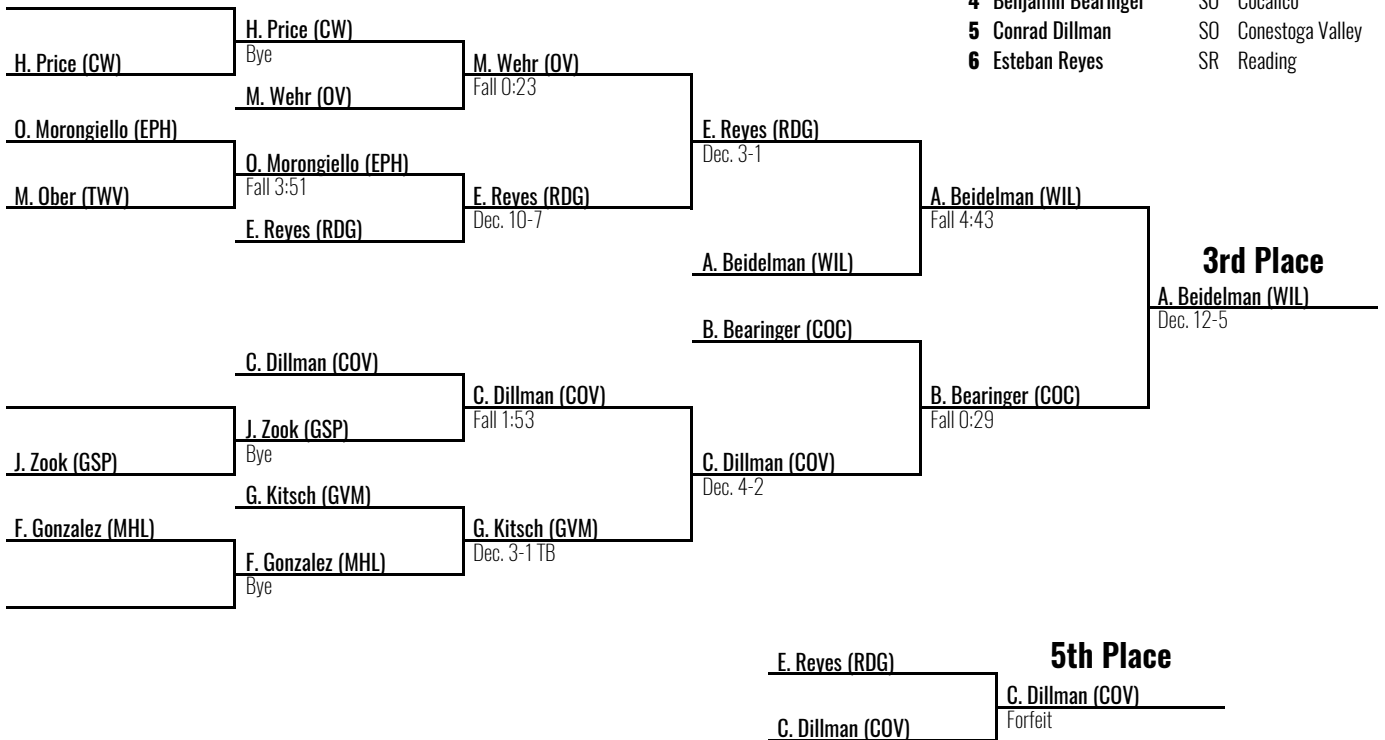 4 Benjamin Bearinger SO Cocalico
5 Conrad Dillman SO Conestoga Valley
6 Esteban Reyes SR Reading
H. Price (CW)
Bye
H. Price (CW)
M. Wehr (OV)
Fall 0:23
M. Wehr (OV)
O. Morongiello (EPH)
E. Reyes (RDG)
Dec. 3-1
O. Morongiello (EPH)
Fall 3:51
M. Ober (TWV)
E. Reyes (RDG)
Dec. 10-7
A. Beidelman (WIL)
Fall 4:43
E. Reyes (RDG)
A. Beidelman (WIL)
3rd Place
A. Beidelman (WIL)
Dec. 12-5
B. Bearinger (COC)
C. Dillman (COV)
C. Dillman (COV)
Fall 1:53
B. Bearinger (COC)
Fall 0:29
J. Zook (GSP)
Bye
J. Zook (GSP)
C. Dillman (COV)
Dec. 4-2
G. Kitsch (GVM)
F. Gonzalez (MHL)
G. Kitsch (GVM)
Dec. 3-1 TB
F. Gonzalez (MHL)
Bye
5th Place
E. Reyes (RDG)
C. Dillman (COV)
Forfeit
C. Dillman (COV)